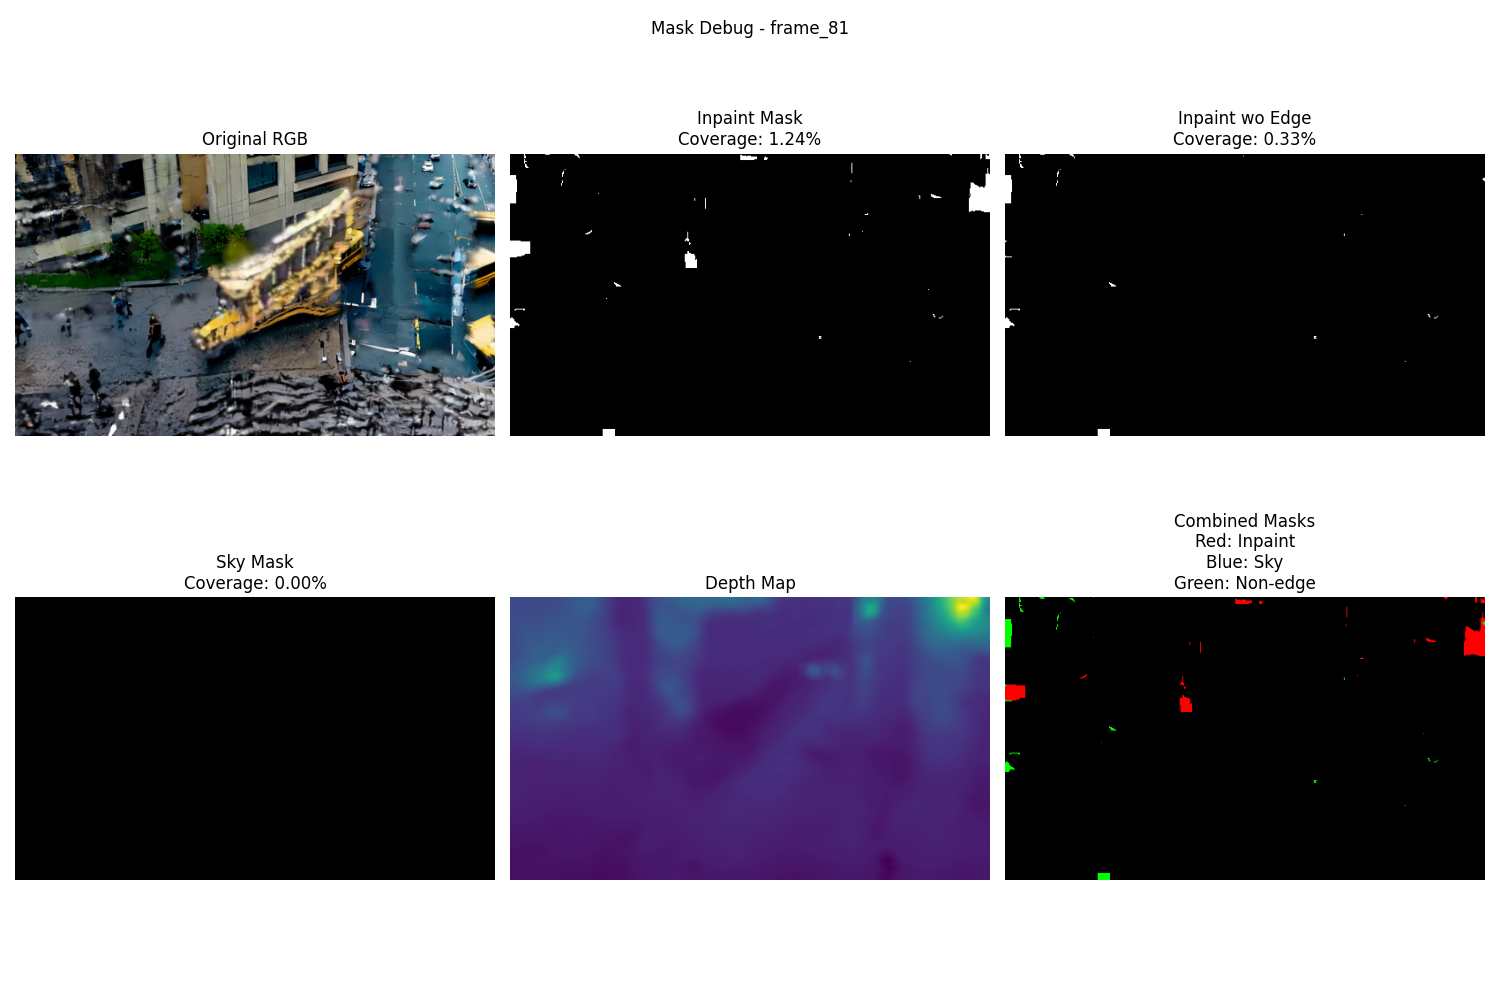 Mask Debug - frame_81
Original RGB
Inpaint Mask
Coverage: 1.24%
Inpaint wo Edge
Coverage: 0.33%
Sky Mask
Coverage: 0.00%
Depth Map
Combined Masks
Red: Inpaint
Blue: Sky
Green: Non-edge